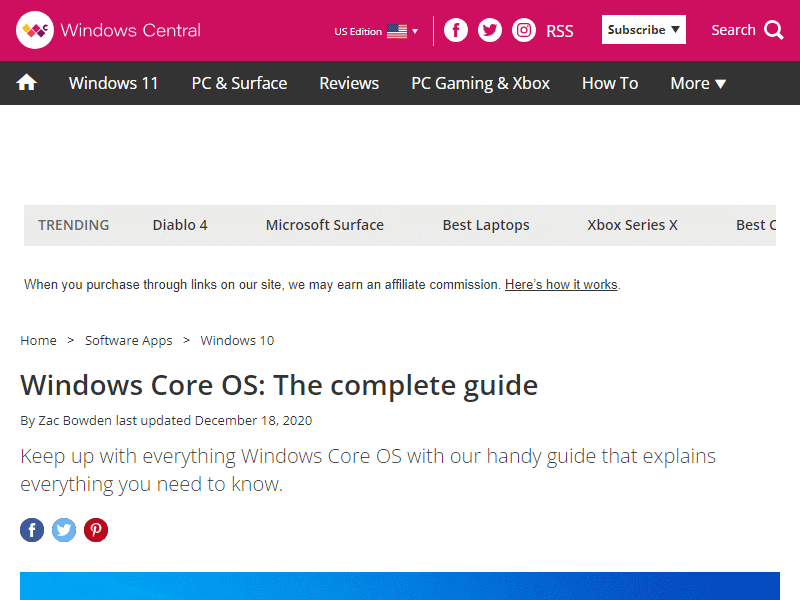 Windows Central
US Edition
RSS
Subscribe
Search
Windows 11
PC & Surface
Reviews
PC Gaming & Xbox
How To
More
TRENDING
Diablo 4
Microsoft Surface
Best Laptops
Xbox Series X
Best
When you purchase through links on our site, we may earn an affiliate commission. Here's how it works.
Home > Software Apps > Windows 10
Windows Core OS: The complete guide
By Zac Bowden last updated December 18, 2020
Keep up with everything Windows Core OS with our handy guide that explains
everything you need to know.